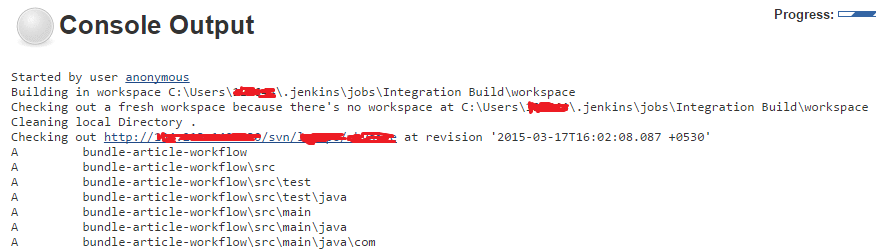 Progress:
Console Output
Started by user anonymous
Building in workspace C:\Users\ \.jenkins\jobs\Integration Build\workspace
Checking out a fresh workspace because there's no workspace at C:\Users\ \.jenkins\jobs\Integration Build\workspace
Cleaning local Directory .
Checking out http://1 /svn/l at revision '2015-03-17T16:02:08.087 +0530'
A bundle-article-workflow
A bundle-article-workflow\src
A bundle-article-workflow\src\test
A bundle-article-workflow\src\test\java
A bundle-article-workflow\src\main
A bundle-article-workflow\src\main\java
A bundle-article-workflow\src\main\java\com